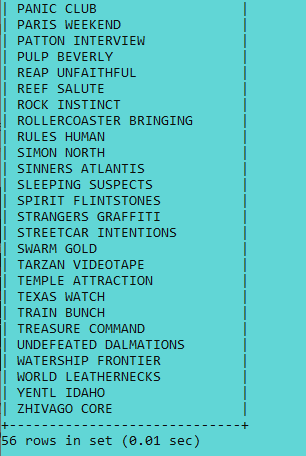 | PANIC CLUB |
| PARIS WEEKEND |
| PATTON INTERVIEW |
| PULP BEVERLY |
| REAP UNFAITHFUL |
| REEF SALUTE |
| ROCK INSTINCT |
| ROLLERCOASTER BRINGING |
| RULES HUMAN |
| SIMON NORTH |
| SINNERS ATLANTIS |
| SLEEPING SUSPECTS |
| SPIRIT FLINTSTONES |
| STRANGERS GRAFFITI |
| STREETCAR INTENTIONS |
| SWARM GOLD |
| TARZAN VIDEOTAPE |
| TEMPLE ATTRACTION |
| TEXAS WATCH |
| TRAIN BUNCH |
| TREASURE COMMAND |
| UNDEFEATED DALMATIONS |
| WATERSHIP FRONTIER |
| WORLD LEATHERNECKS |
| YENTL IDAHO |
| ZHIVAGO CORE |
+-----------------------------+
56 rows in set (0.01 sec)